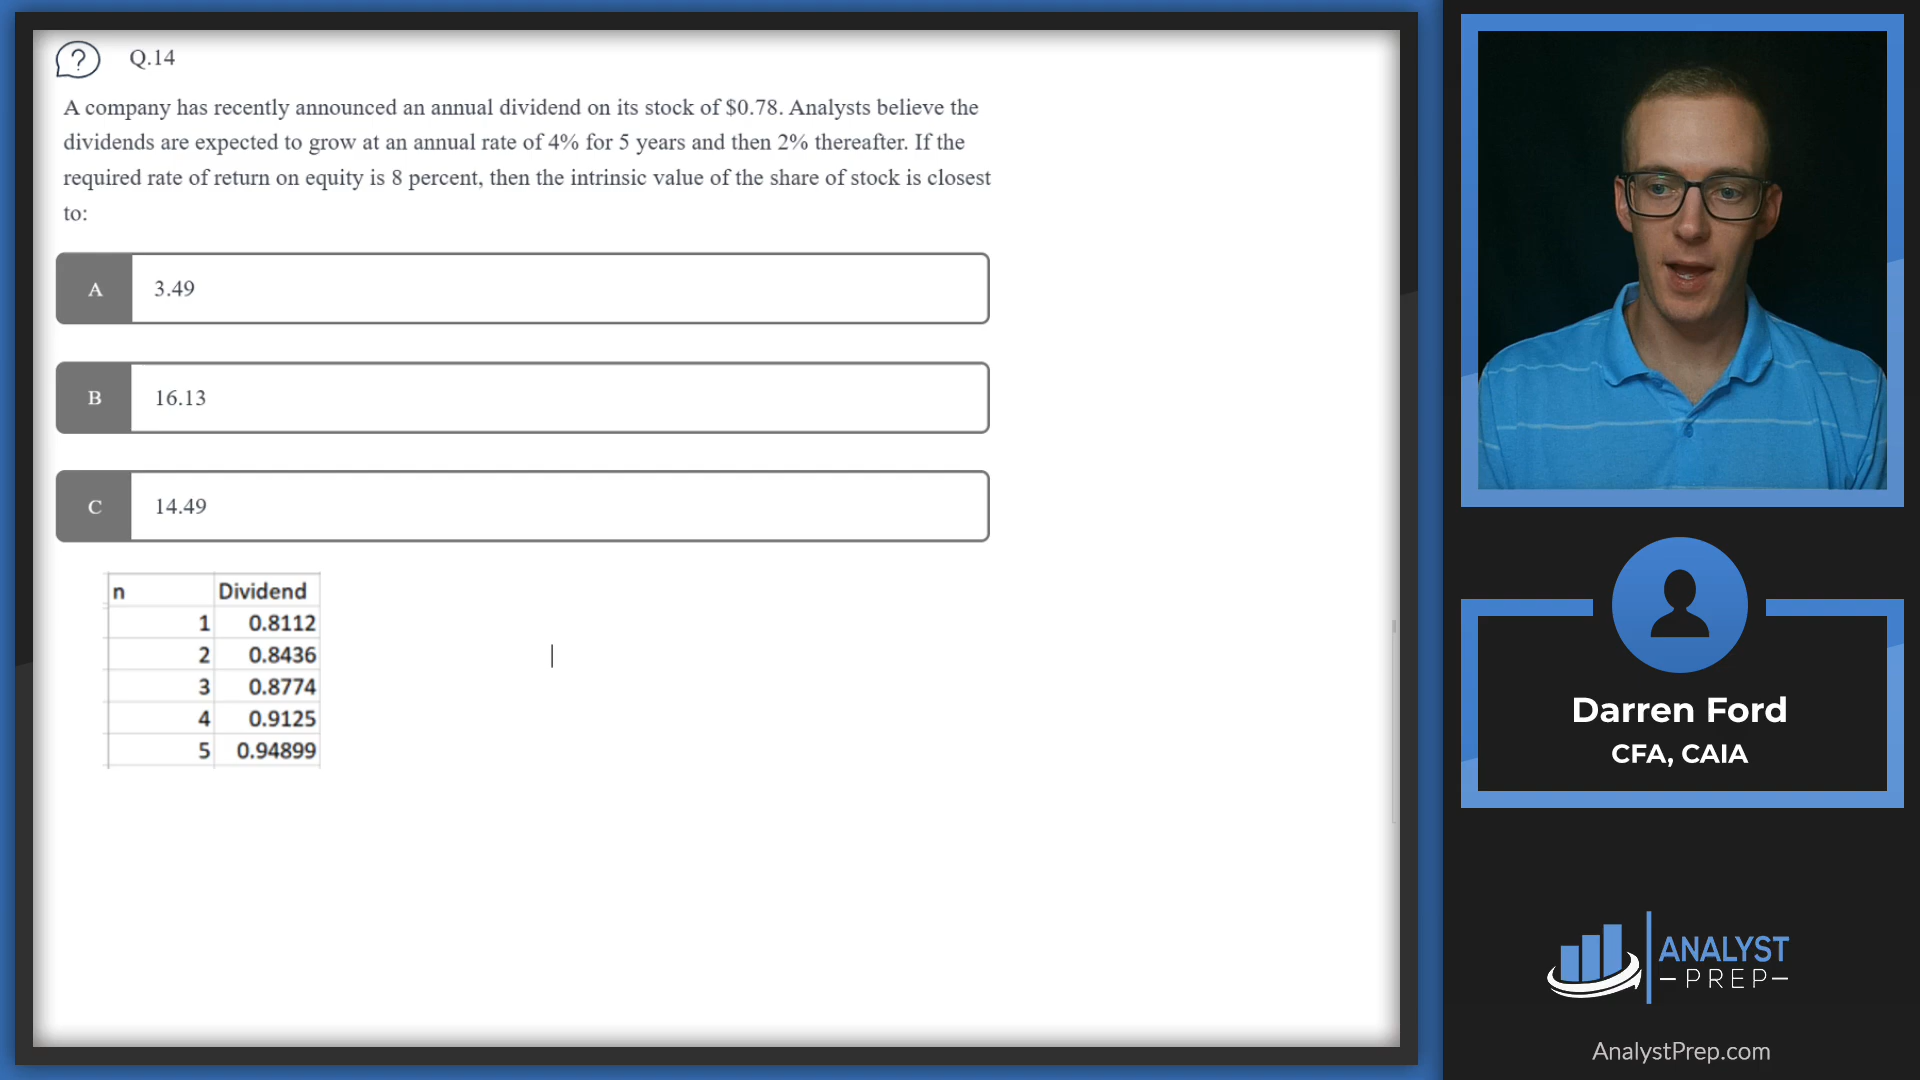 ?
Q.14
A company has recently announced an annual dividend on its stock of $0.78. Analysts believe the
dividends are expected to grow at an annual rate of 4% for 5 years and then 2% thereafter. If the
required rate of return on equity is 8 percent, then the intrinsic value of the share of stock is closest
to:
A 3.49
B 16.13
C 14.49
n Dividend
1 0.8112
2 0.8436
3 0.8774
4 0.9125
5 0.94899
Darren Ford
CFA, CAIA
ANALYST
PREP
AnalystPrep.com